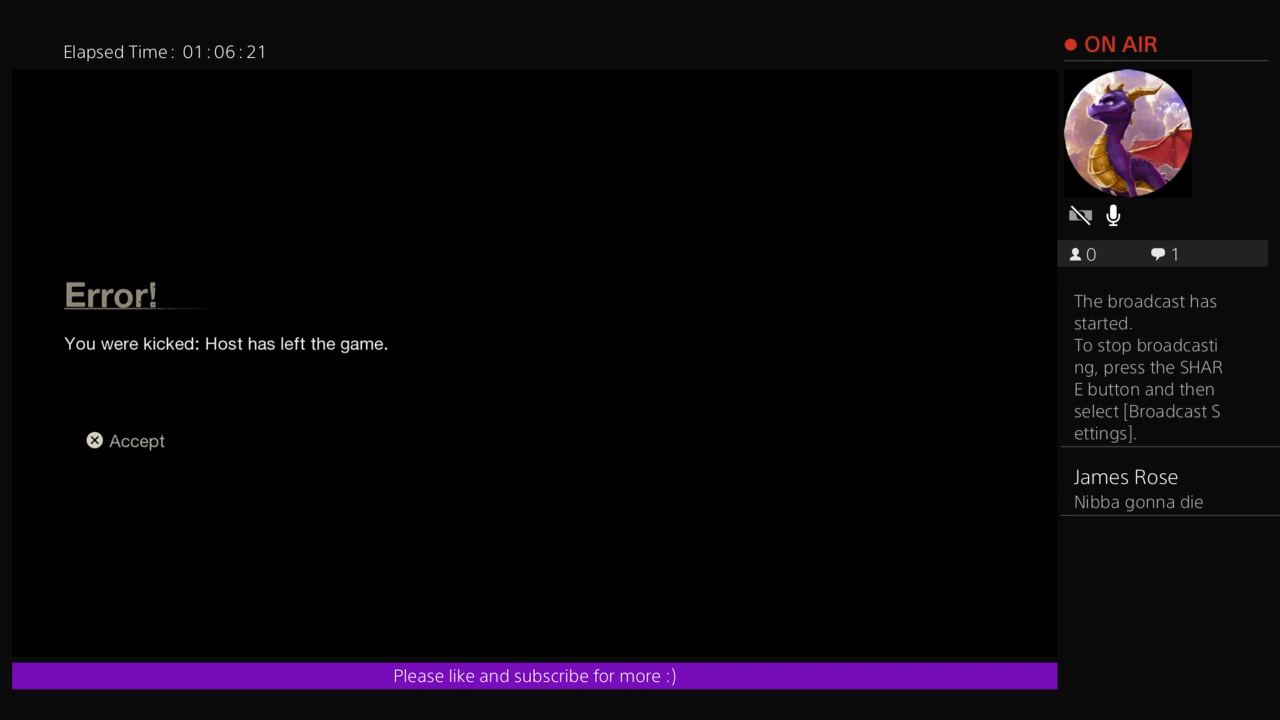 Elapsed Time: 01:06:21
ON AIR
0 1
Error!
You were kicked: Host has left the game.
Accept
The broadcast has
started.
To stop broadcasti
ng, press the SHAR
E button and then
select [Broadcast S
ettings].
James Rose
Nibba gonna die
Please like and subscribe for more :)